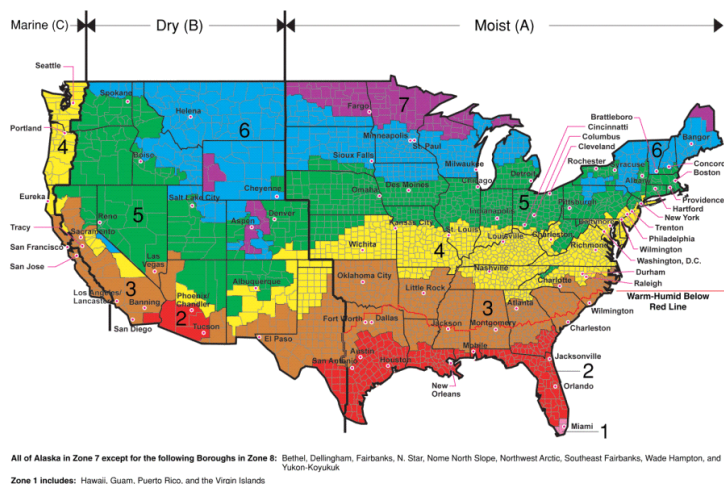 Marine (C)
Dry (B)
Moist (A)
Seattle
Spokane
Helena
Fargo
7
Portland
4
6
Minneapolis
St. Paul
Brattleboro
Cincinnatti
Columbus
Cleveland
Rochester
Syracuse
6
Bangor
Boise
Sioux Falls
Milwaukee
Chicago
Detroit
Albany
Concord
Boston
Eureka
Salt Lake City
Cheyenne
Omaha
Des Moines
5
Pittsburgh
Providence
Hartford
New York
Reno
5
Aspen
Denver
Indianapolis
Trenton
Tracy
Sacramento
Kansas City
St. Louis
Louisville
Charleston
Baltimore
Philadelphia
Wilmington
San Francisco
San Jose
Las
Vegas
Wichita
4
Richmond
Washington, D.C.
Durham
Raleigh
3
Albuquerque
Nashville
Charlotte
Los Angeles/
Lancaster
Banning
Phoenix/
Chandler
Oklahoma City
Little Rock
3
Atlanta
Warm-Humid Below
Red Line
Wilmington
2
San Diego
Tucson
El Paso
Fort Worth
Dallas
Jackson
Montgomery
Charleston
Mobile
Austin
San Antonio
Houston
Jacksonville
2
New
Orleans
Orlando
Miami
1
All of Alaska in Zone 7 except for the following Boroughs in Zone 8: Bethel, Dellingham, Fairbanks, N. Star, Nome North Slope, Northwest Arctic, Southeast Fairbanks, Wade Hampton, and
Yukon-Koyukuk
Zone 1 includes: Hawaii, Guam, Puerto Rico, and the Virgin Islands